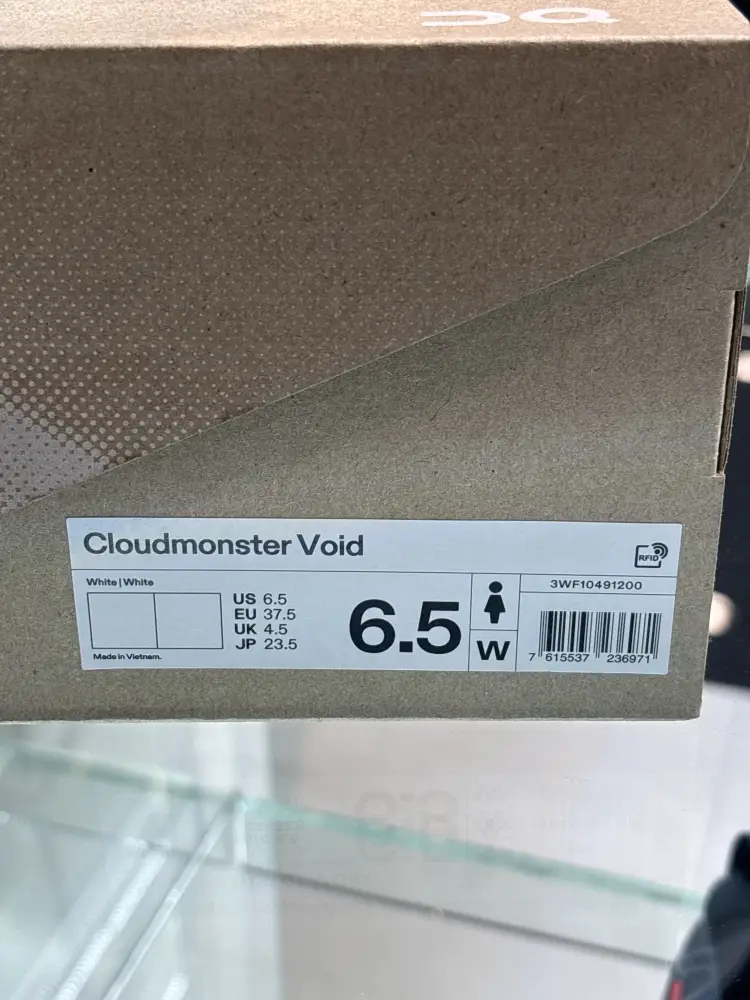 Cloudmonster Void
RFID
White | White
US 6.5
EU 37.5
UK 4.5
JP 23.5
Made in Vietnam.
6.5
W
3WF10491200
7 615537 236971